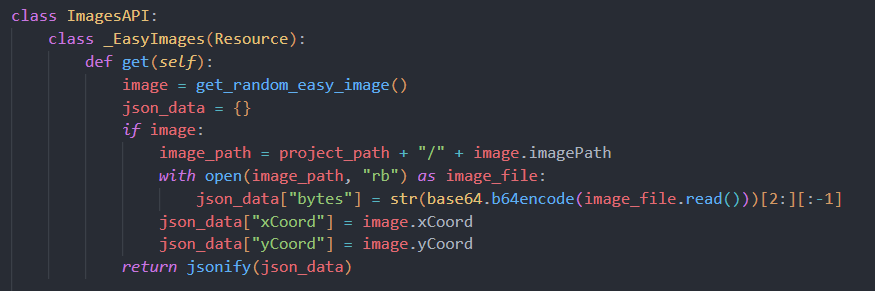 class ImagesAPI:
    class _EasyImages(Resource):
        def get(self):
            image = get_random_easy_image()
            json_data = {}
            if image:
                image_path = project_path + "/" + image.imagePath
                with open(image_path, "rb") as image_file:
                    json_data["bytes"] = str(base64.b64encode(image_file.read()))[2:][:-1]
                json_data["xCoord"] = image.xCoord
                json_data["yCoord"] = image.yCoord
            return jsonify(json_data)